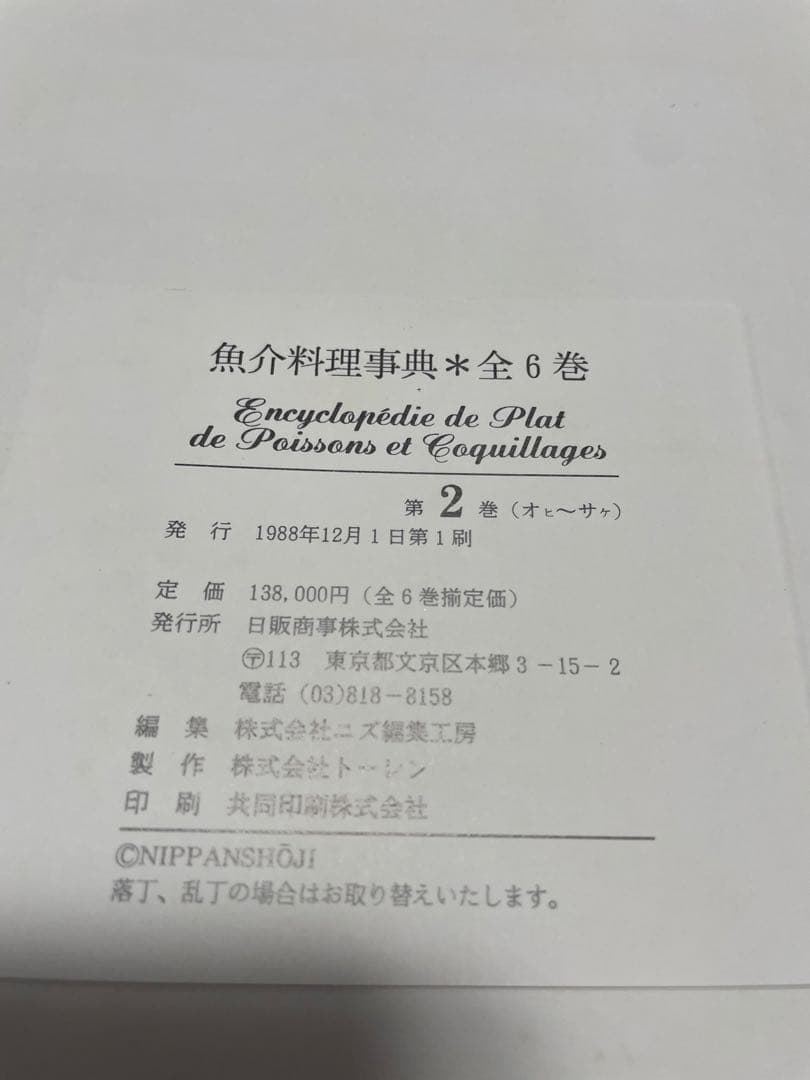 魚介料理事典＊全6巻
Encyclopédie de Plat
de Poissons et Coquillages
第2巻（オヒ〜サケ）
発　行　1988年12月1日第1刷
定　価　138,000円（全6巻揃定価）
発行所　日販商事株式会社
〶113　東京都文京区本郷3－15－2
電話（03)818－8158
編　集　株式会社ニズ編集工房
製　作　株式会社トーレン
印　刷　共同印刷株式会社
©NIPPANSHŌJI
落丁、乱丁の場合はお取り替えいたします。